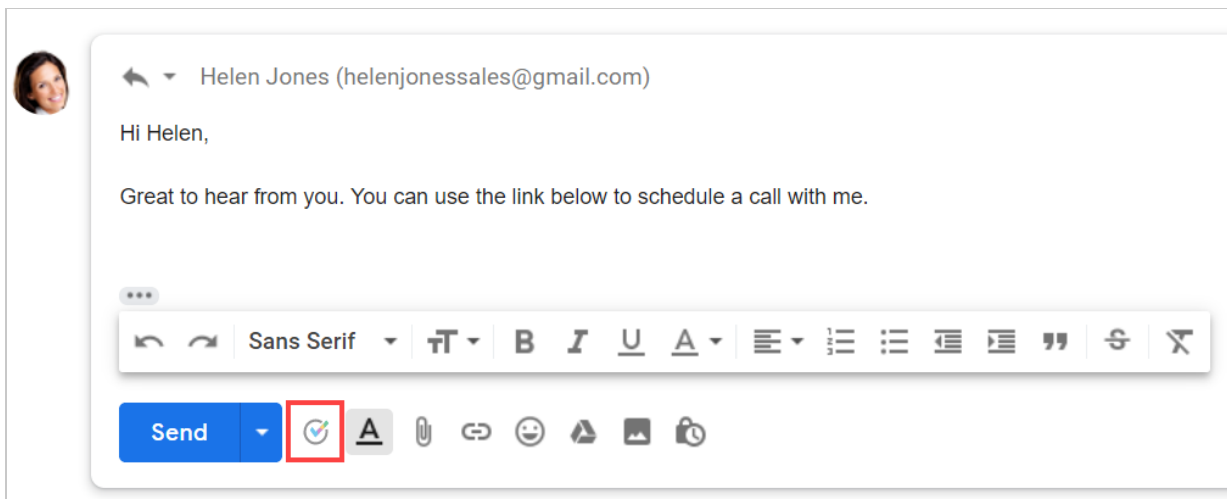 Helen Jones (helenjonessales@gmail.com)
Hi Helen,
Great to hear from you. You can use the link below to schedule a call with me.
Sans Serif
Send